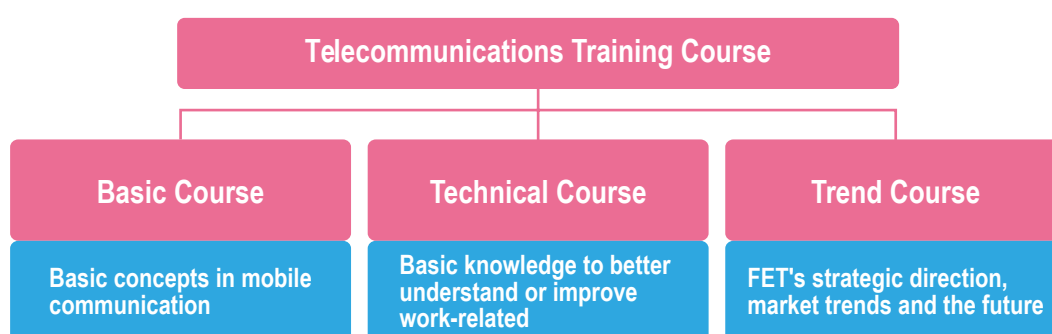 Telecommunications Training Course
Basic Course
Technical Course
Trend Course
Basic concepts in mobile
communication
Basic knowledge to better
understand or improve
work-related
FET's strategic direction,
market trends and the future